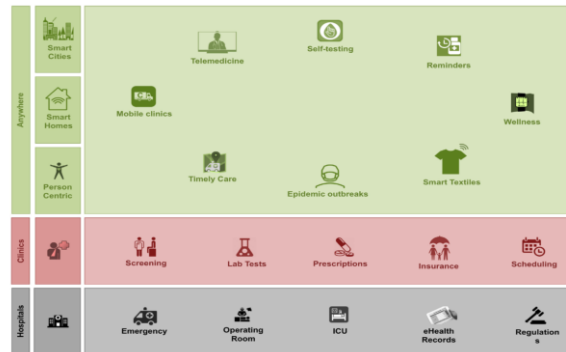 Anywhere
Smart
Cities
Smart
Homes
Person
Centric
Telemedicine
Self-testing
Reminders
Mobile clinics
Wellness
Timely Care
Epidemic outbreaks
Smart Textiles
Clinics
Screening
Lab Tests
Prescriptions
Insurance
Scheduling
Hospitals
Emergency
Operating
Room
ICU
eHealth
Records
Regulation
s